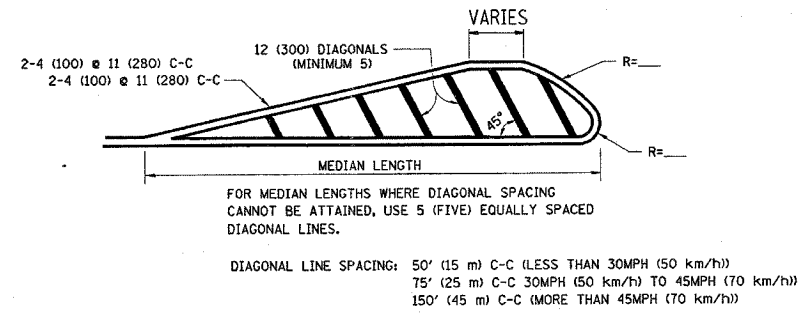 VARIES
12 (300) DIAGONALS
(MINIMUM 5)
2-4 (100) @ 11 (280) C-C
2-4 (100) @ 11 (280) C-C
R=___
45°
R=___
MEDIAN LENGTH
FOR MEDIAN LENGTHS WHERE DIAGONAL SPACING
CANNOT BE ATTAINED, USE 5 (FIVE) EQUALLY SPACED
DIAGONAL LINES.
DIAGONAL LINE SPACING: 50' (15 m) C-C (LESS THAN 30MPH (50 km/h))
75' (25 m) C-C 30MPH (50 km/h) TO 45MPH (70 km/h))
150' (45 m) C-C (MORE THAN 45MPH (70 km/h))